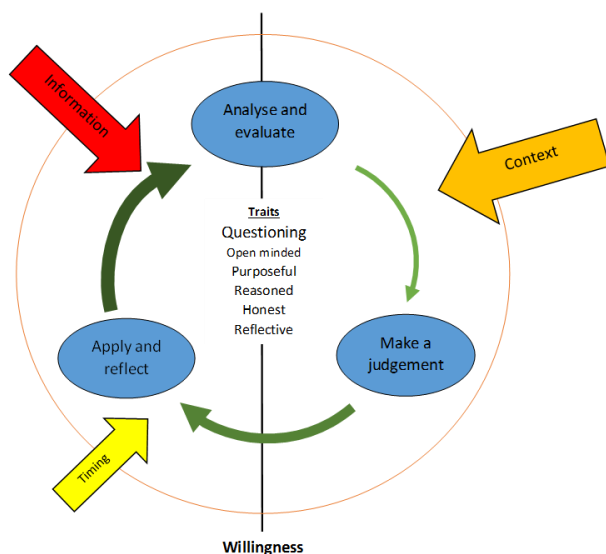 Information
Analyse and
evaluate
Context
Traits
Questioning
Open minded
Purposeful
Reasoned
Honest
Reflective
Apply and
reflect
Make a
judgement
Timing
Willingness